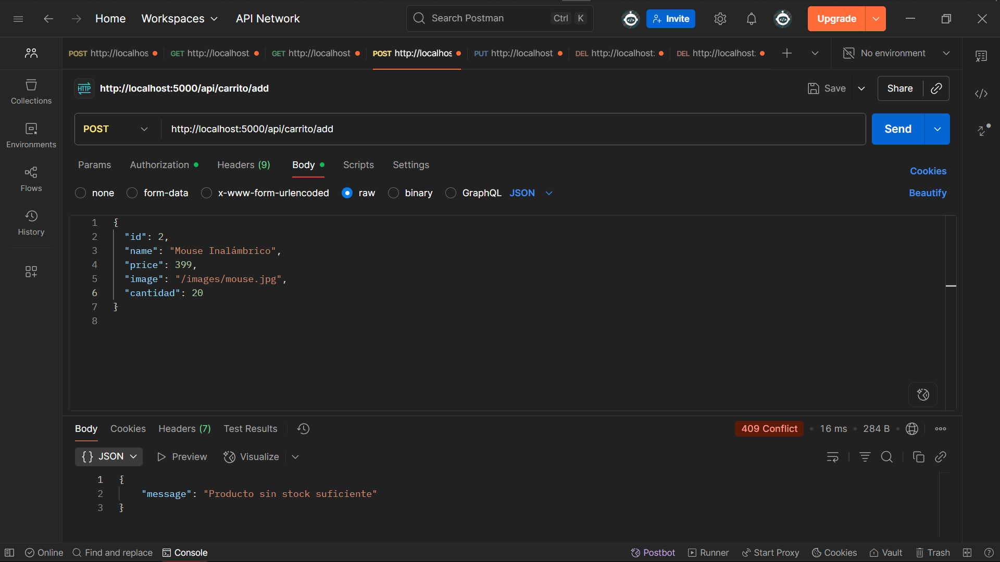 Home Workspaces API Network Search Postman Ctrl K Invite Upgrade
POST http://localhos GET http://localhost. GET http://localhost POST http://localhos PUT http://localhost DEL http://localhost: DEL http://localhost. No environment
HTTP http://localhost:5000/api/carrito/add Save Share
POST http://localhost:5000/api/carrito/add Send
Params Authorization Headers (9) Body Scripts Settings Cookies
none form-data x-www-form-urlencoded raw binary GraphQL JSON Beautify
Collections
Environments
Flows
History
1 {
2 "id": 2,
3 "name": "Mouse Inalámbrico",
4 "price": 399,
5 "image": "/images/mouse.jpg",
6 "cantidad": 20
7 }
8
Body Cookies Headers (7) Test Results 409 Conflict • 16 ms • 284 B
{} JSON Preview Visualize
1 {
2 "message": "Producto sin stock suficiente"
3 }
Online Find and replace Console Postbot Runner Start Proxy Cookies Vault Trash